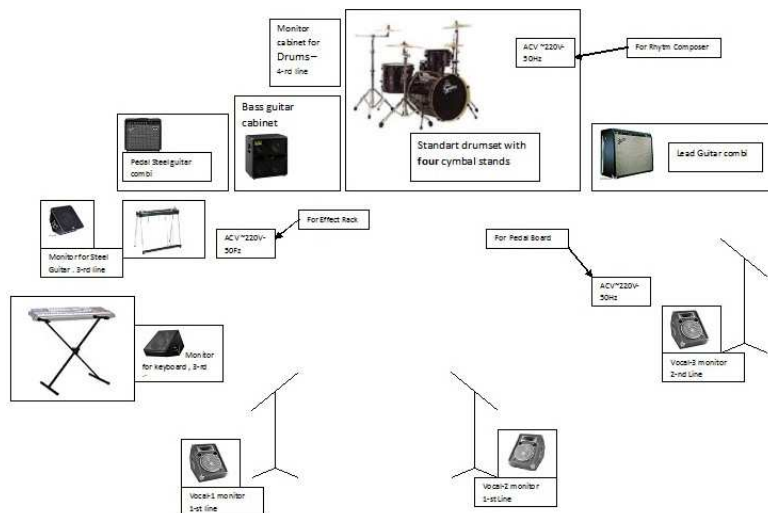 Monitor
cabinet for
Drums –
4-rd line
ACV ~220V-
50Hz
For Rhytm Composer
Bass guitar
cabinet
Standart drumset with
four cymbal stands
Pedal Steel guitar
combi
Lead Guitar combi
For Effect Rack
ACV ~220V-
50Fz
Monitor for Steel
Guitar . 3-rd line
For Pedal Board
ACV~220V-
50Hz
Monitor
for keyboard , 3-rd
Vocal-3 monitor
2-nd Line
Vocal-1 monitor
1-st line
Vocal-2 monitor
1-st Line